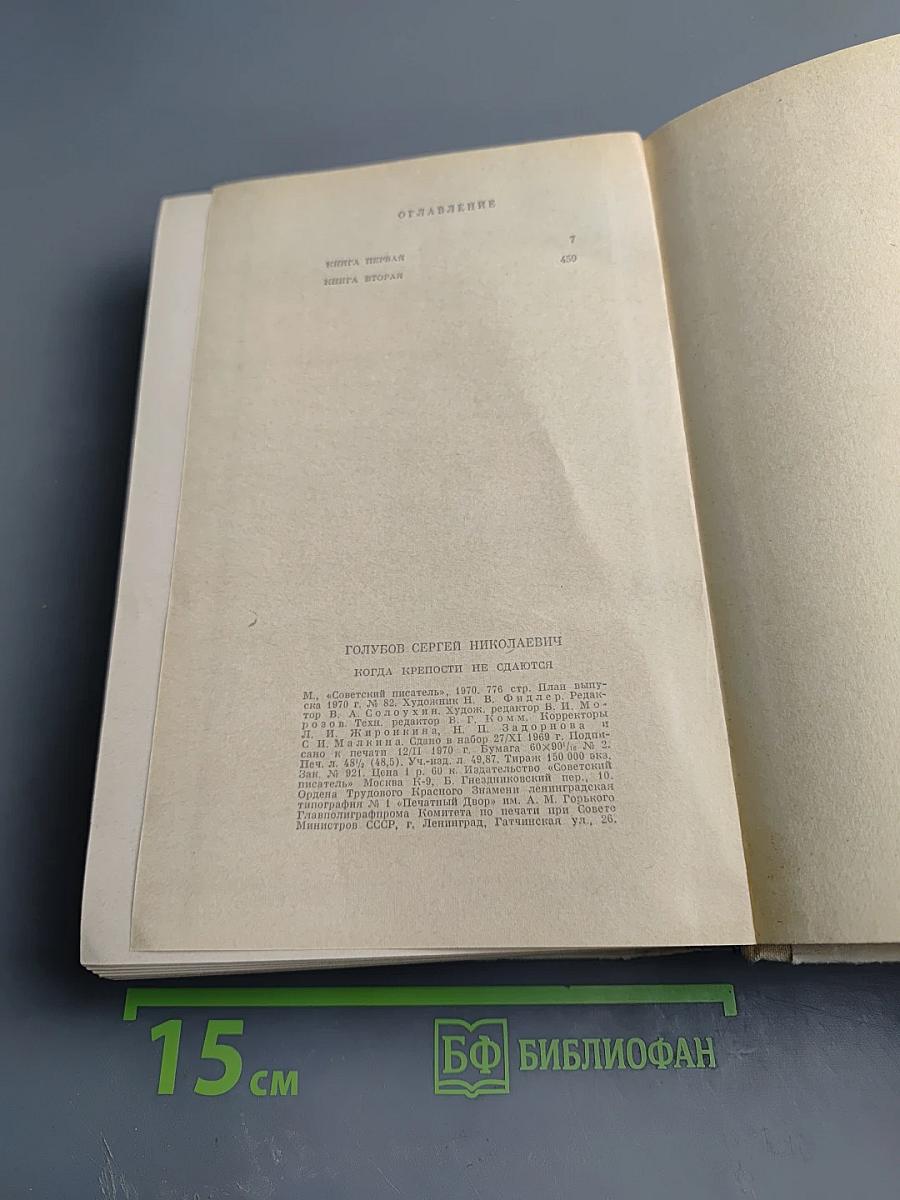 ОГЛАВЛЕНИЕ
КНИГА ПЕРВАЯ 7
КНИГА ВТОРАЯ 459
ГОЛУБОВ СЕРГЕЙ НИКОЛАЕВИЧ
КОГДА КРЕПОСТИ НЕ СДАЮТСЯ
М., «Советский писатель», 1970. 776 стр. План выпу-
ска 1970 г. № 82. Художник Н. В. Фидлер. Редак-
тор В. А. Солоухин. Худож. редактор В. И. Мо-
розов. Техн. редактор В. Г. Комм. Корректоры
Л. И. Жиронкина, Н. П. Задорнова и
С. И. Малкина. Сдано в набор 27/XI 1969 г. Подпи-
сано к печати 12/II 1970 г. Бумага 60×90 1/16 № 2.
Печ. л. 48 1/2 (48,5). Уч.-изд. л. 49,87. Тираж 150 000 экз.
Зак. № 921. Цена 1 р. 60 к. Издательство «Советский
писатель» Москва К-9, Б. Гнездниковский пер., 10.
Ордена Трудового Красного Знамени ленинградская
типография № 1 «Печатный Двор» им. А. М. Горького
Главполиграфпрома Комитета по печати при Совете
Министров СССР, г. Ленинград, Гатчинская ул., 26.
15 СМ БФ БИБЛИОФАН